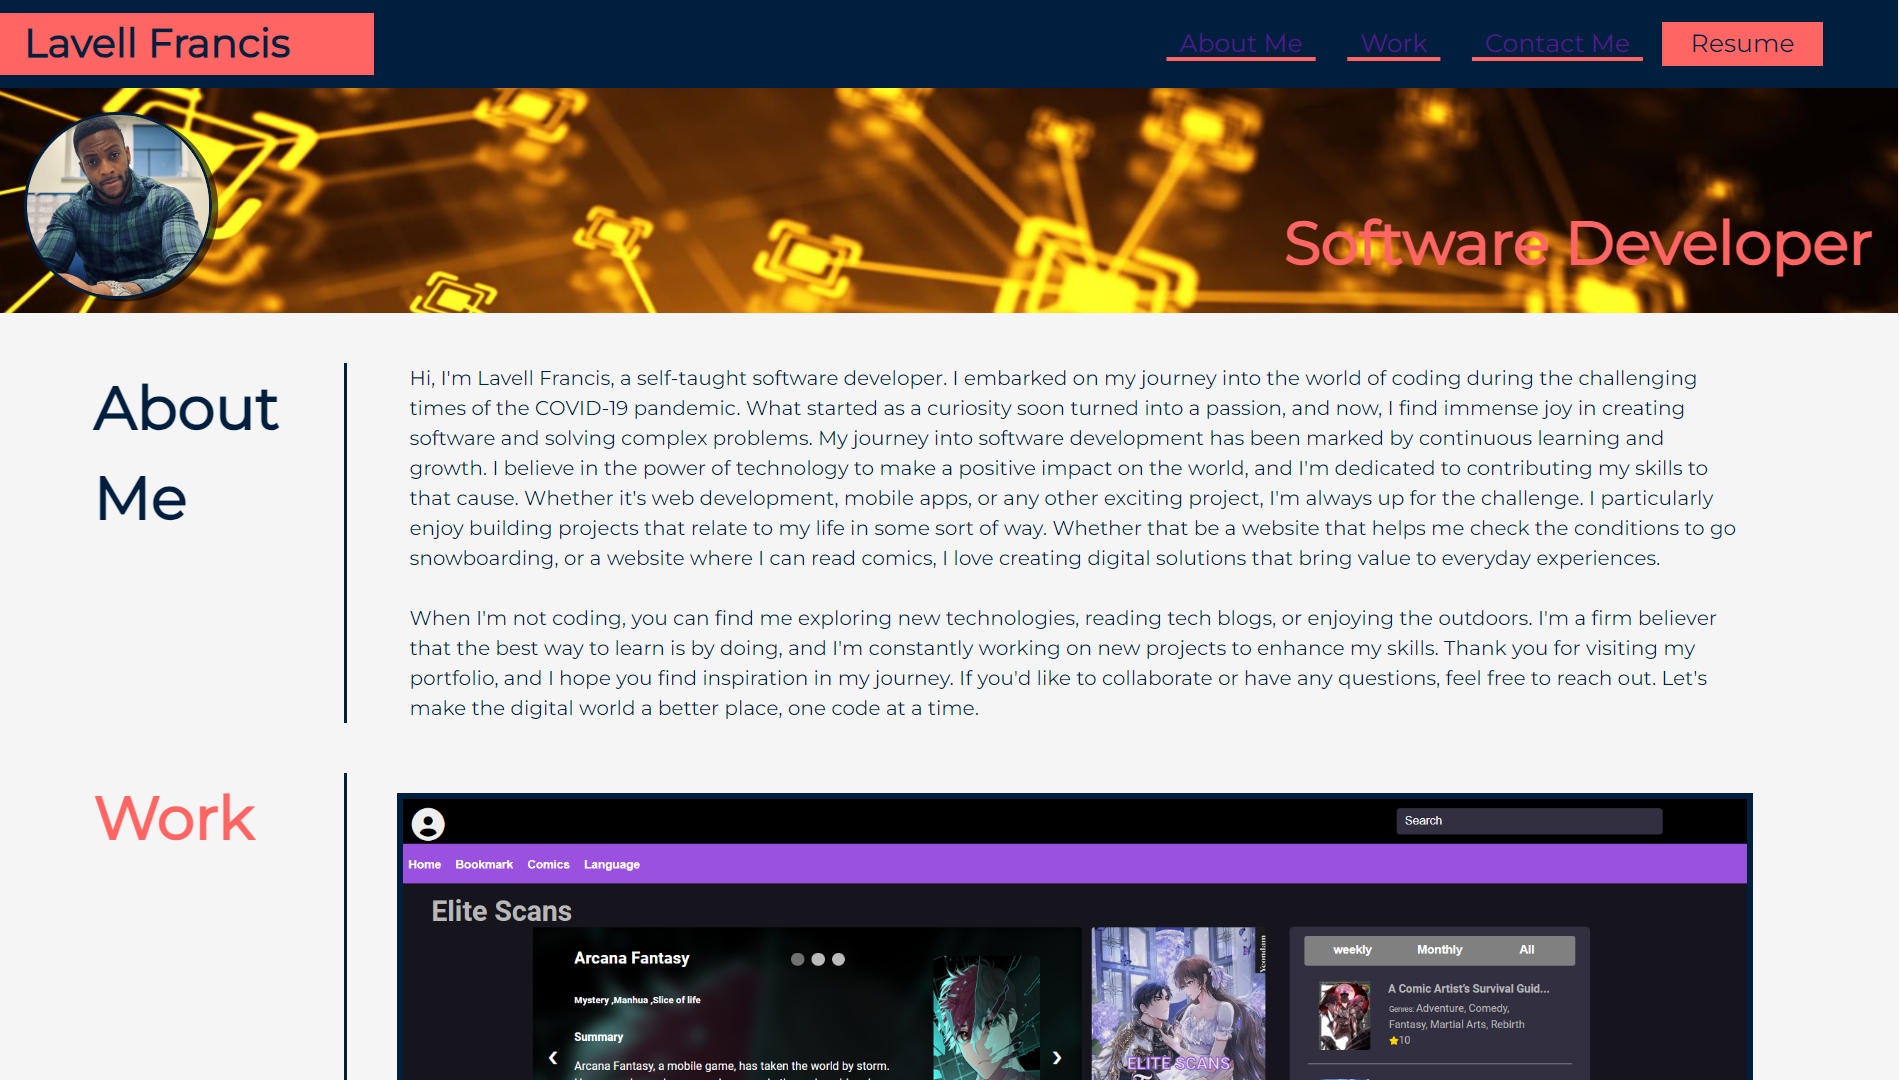 Lavell Francis
About Me
Work
Contact Me
Resume
Software Developer
About
Me
Hi, I'm Lavell Francis, a self-taught software developer. I embarked on my journey into the world of coding during the challenging
times of the COVID-19 pandemic. What started as a curiosity soon turned into a passion, and now, I find immense joy in creating
software and solving complex problems. My journey into software development has been marked by continuous learning and
growth. I believe in the power of technology to make a positive impact on the world, and I'm dedicated to contributing my skills to
that cause. Whether it's web development, mobile apps, or any other exciting project, I'm always up for the challenge. I particularly
enjoy building projects that relate to my life in some sort of way. Whether that be a website that helps me check the conditions to go
snowboarding, or a website where I can read comics, I love creating digital solutions that bring value to everyday experiences.
When I'm not coding, you can find me exploring new technologies, reading tech blogs, or enjoying the outdoors. I'm a firm believer
that the best way to learn is by doing, and I'm constantly working on new projects to enhance my skills. Thank you for visiting my
portfolio, and I hope you find inspiration in my journey. If you'd like to collaborate or have any questions, feel free to reach out. Let's
make the digital world a better place, one code at a time.
Work
Search
Home
Bookmark
Comics
Language
Elite Scans
Arcana Fantasy
Mystery ,Manhua ,Slice of life
Summary
Arcana Fantasy, a mobile game, has taken the world by storm.
Yeondam
ELITE SCANS
weekly
Monthly
All
A Comic Artist's Survival Guid...
Genres: Adventure, Comedy,
Fantasy, Martial Arts, Rebirth
10